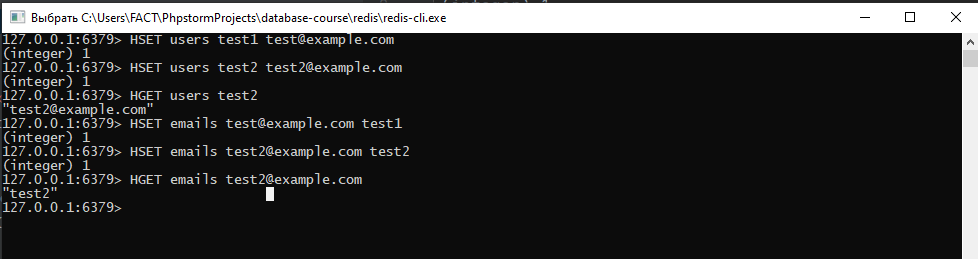 Выбрать C:\Users\FACT\PhpstormProjects\database-course\redis\redis-cli.exe
127.0.0.1:6379> HSET users test1 test@example.com
(integer) 1
127.0.0.1:6379> HSET users test2 test2@example.com
(integer) 1
127.0.0.1:6379> HGET users test2
"test2@example.com"
127.0.0.1:6379> HSET emails test@example.com test1
(integer) 1
127.0.0.1:6379> HSET emails test2@example.com test2
(integer) 1
127.0.0.1:6379> HGET emails test2@example.com
"test2"
127.0.0.1:6379>